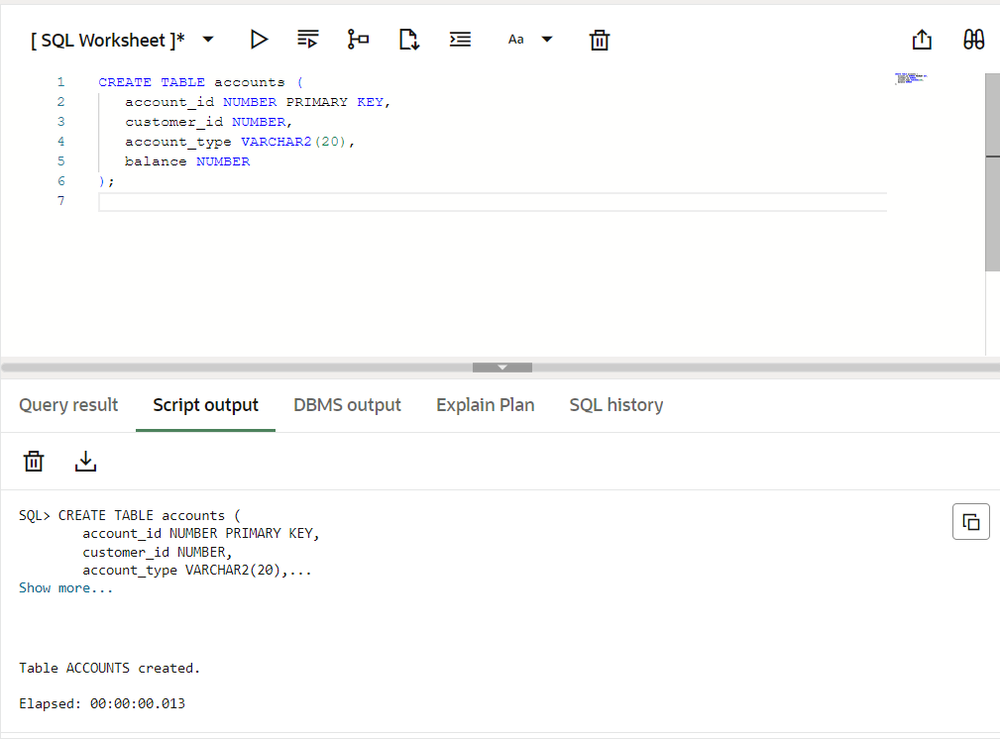 [ SQL Worksheet ]*
Aa
1 CREATE TABLE accounts (
2 account_id NUMBER PRIMARY KEY,
3 customer_id NUMBER,
4 account_type VARCHAR2(20),
5 balance NUMBER
6 );
7
Query result Script output DBMS output Explain Plan SQL history
SQL> CREATE TABLE accounts (
account_id NUMBER PRIMARY KEY,
customer_id NUMBER,
account_type VARCHAR2(20),...
Show more...
Table ACCOUNTS created.
Elapsed: 00:00:00.013